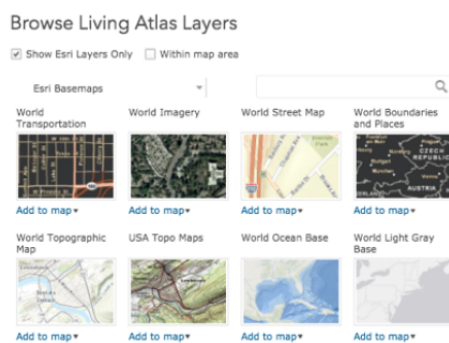 Browse Living Atlas Layers
Show Esri Layers Only Within map area
Esri Basemaps
World Transportation
World Imagery
World Street Map
World Boundaries and Places
CZECH
REPUBLIC
AUSTRIA
Add to map▾ Add to map▾ Add to map▾ Add to map▾
World Topographic Map
USA Topo Maps
World Ocean Base
World Light Gray Base
Add to map▾ Add to map▾ Add to map▾ Add to map▾